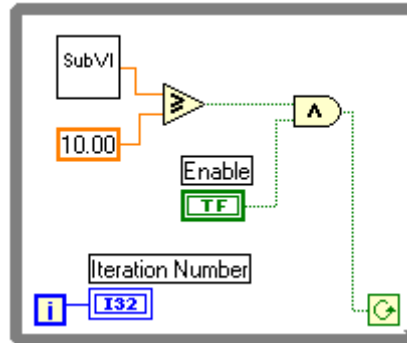 SubVI
10.00
Enable
TF
Iteration Number
i
I32